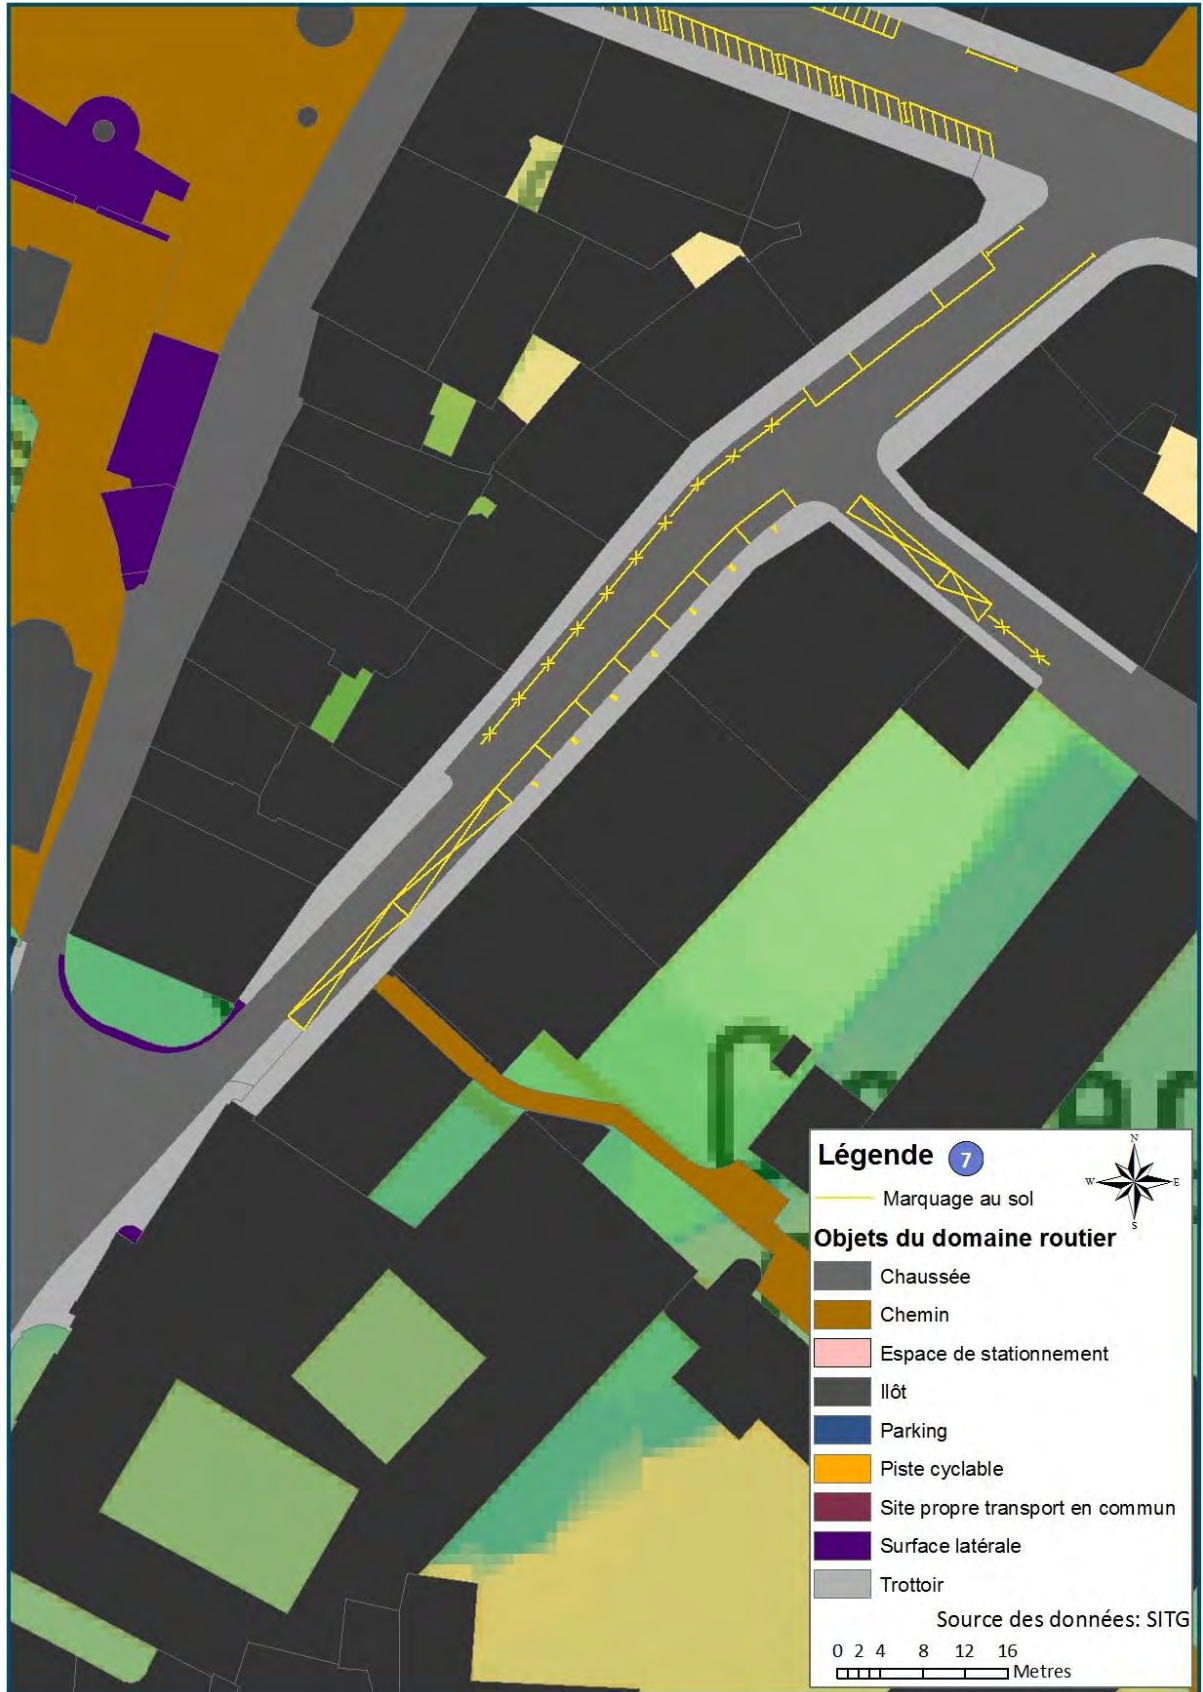 Légende 7
N
W E
S
Marquage au sol
Objets du domaine routier
Chaussée
Chemin
Espace de stationnement
Ilôt
Parking
Piste cyclable
Site propre transport en commun
Surface latérale
Trottoir
Source des données: SITG
0 2 4 8 12 16
Metres